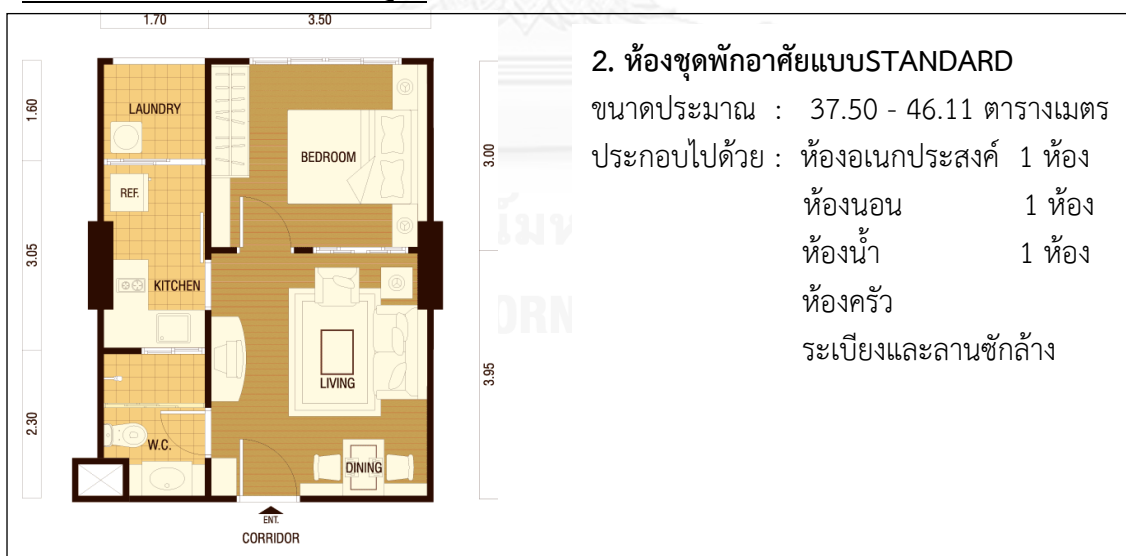 1.70 3.50
2. ห้องชุดพักอาศัยแบบSTANDARD
ขนาดประมาณ : 37.50 - 46.11 ตารางเมตร
ประกอบไปด้วย : ห้องอเนกประสงค์ 1 ห้อง
ห้องนอน 1 ห้อง
ห้องน้ำ 1 ห้อง
ห้องครัว
ระเบียงและลานซักล้าง
1.60
3.05
2.30
LAUNDRY
BEDROOM
REF.
KITCHEN
LIVING
W.C.
DINING
ENT.
CORRIDOR
3.00
3.95